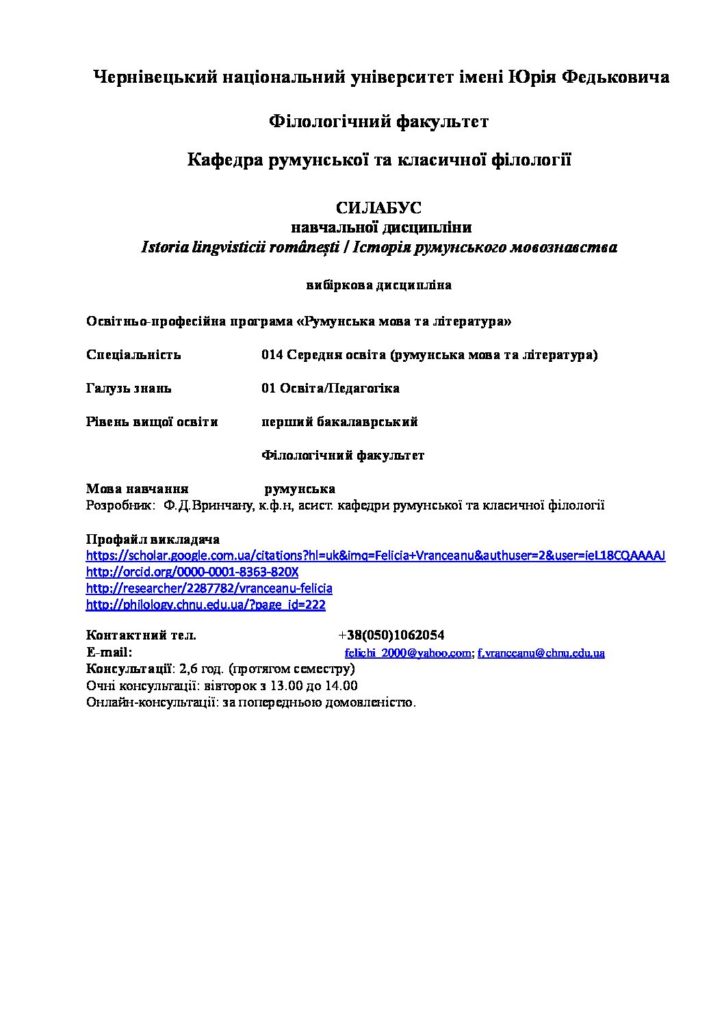 Чернівецький національний університет імені Юрія Федьковича
Філологічний факультет
Кафедра румунської та класичної філології
СИЛАБУС
навчальної дисципліни
Istoria lingvisticii românești / Історія румунського мовознавства
вибіркова дисципліна
Освітньо-професійна програма «Румунська мова та література»
Спеціальність 014 Середня освіта (румунська мова та література)
Галузь знань 01 Освіта/Педагогіка
Рівень вищої освіти перший бакалаврський
Філологічний факультет
Мова навчання румунська
Розробник: Ф.Д.Вринчану, к.ф.н, асист. кафедри румунської та класичної філології
Профайл викладача
https://scholar.google.com.ua/citations?hl=uk&imq=Felicia+Vranceanu&authuser=2&user=ieL18CQAAAAJ
http://orcid.org/0000-0001-8363-820X
http://researcher/2287782/vranceanu-felicia
http://philology.chnu.edu.ua/?page_id=222
Контактний тел. +38(050)1062054
E-mail: felichi_2000@yahoo.com; f.vranceanu@chnu.edu.ua
Консультації: 2,6 год. (протягом семестру)
Очні консультації: вівторок з 13.00 до 14.00
Онлайн-консультації: за попередньою домовленістю.